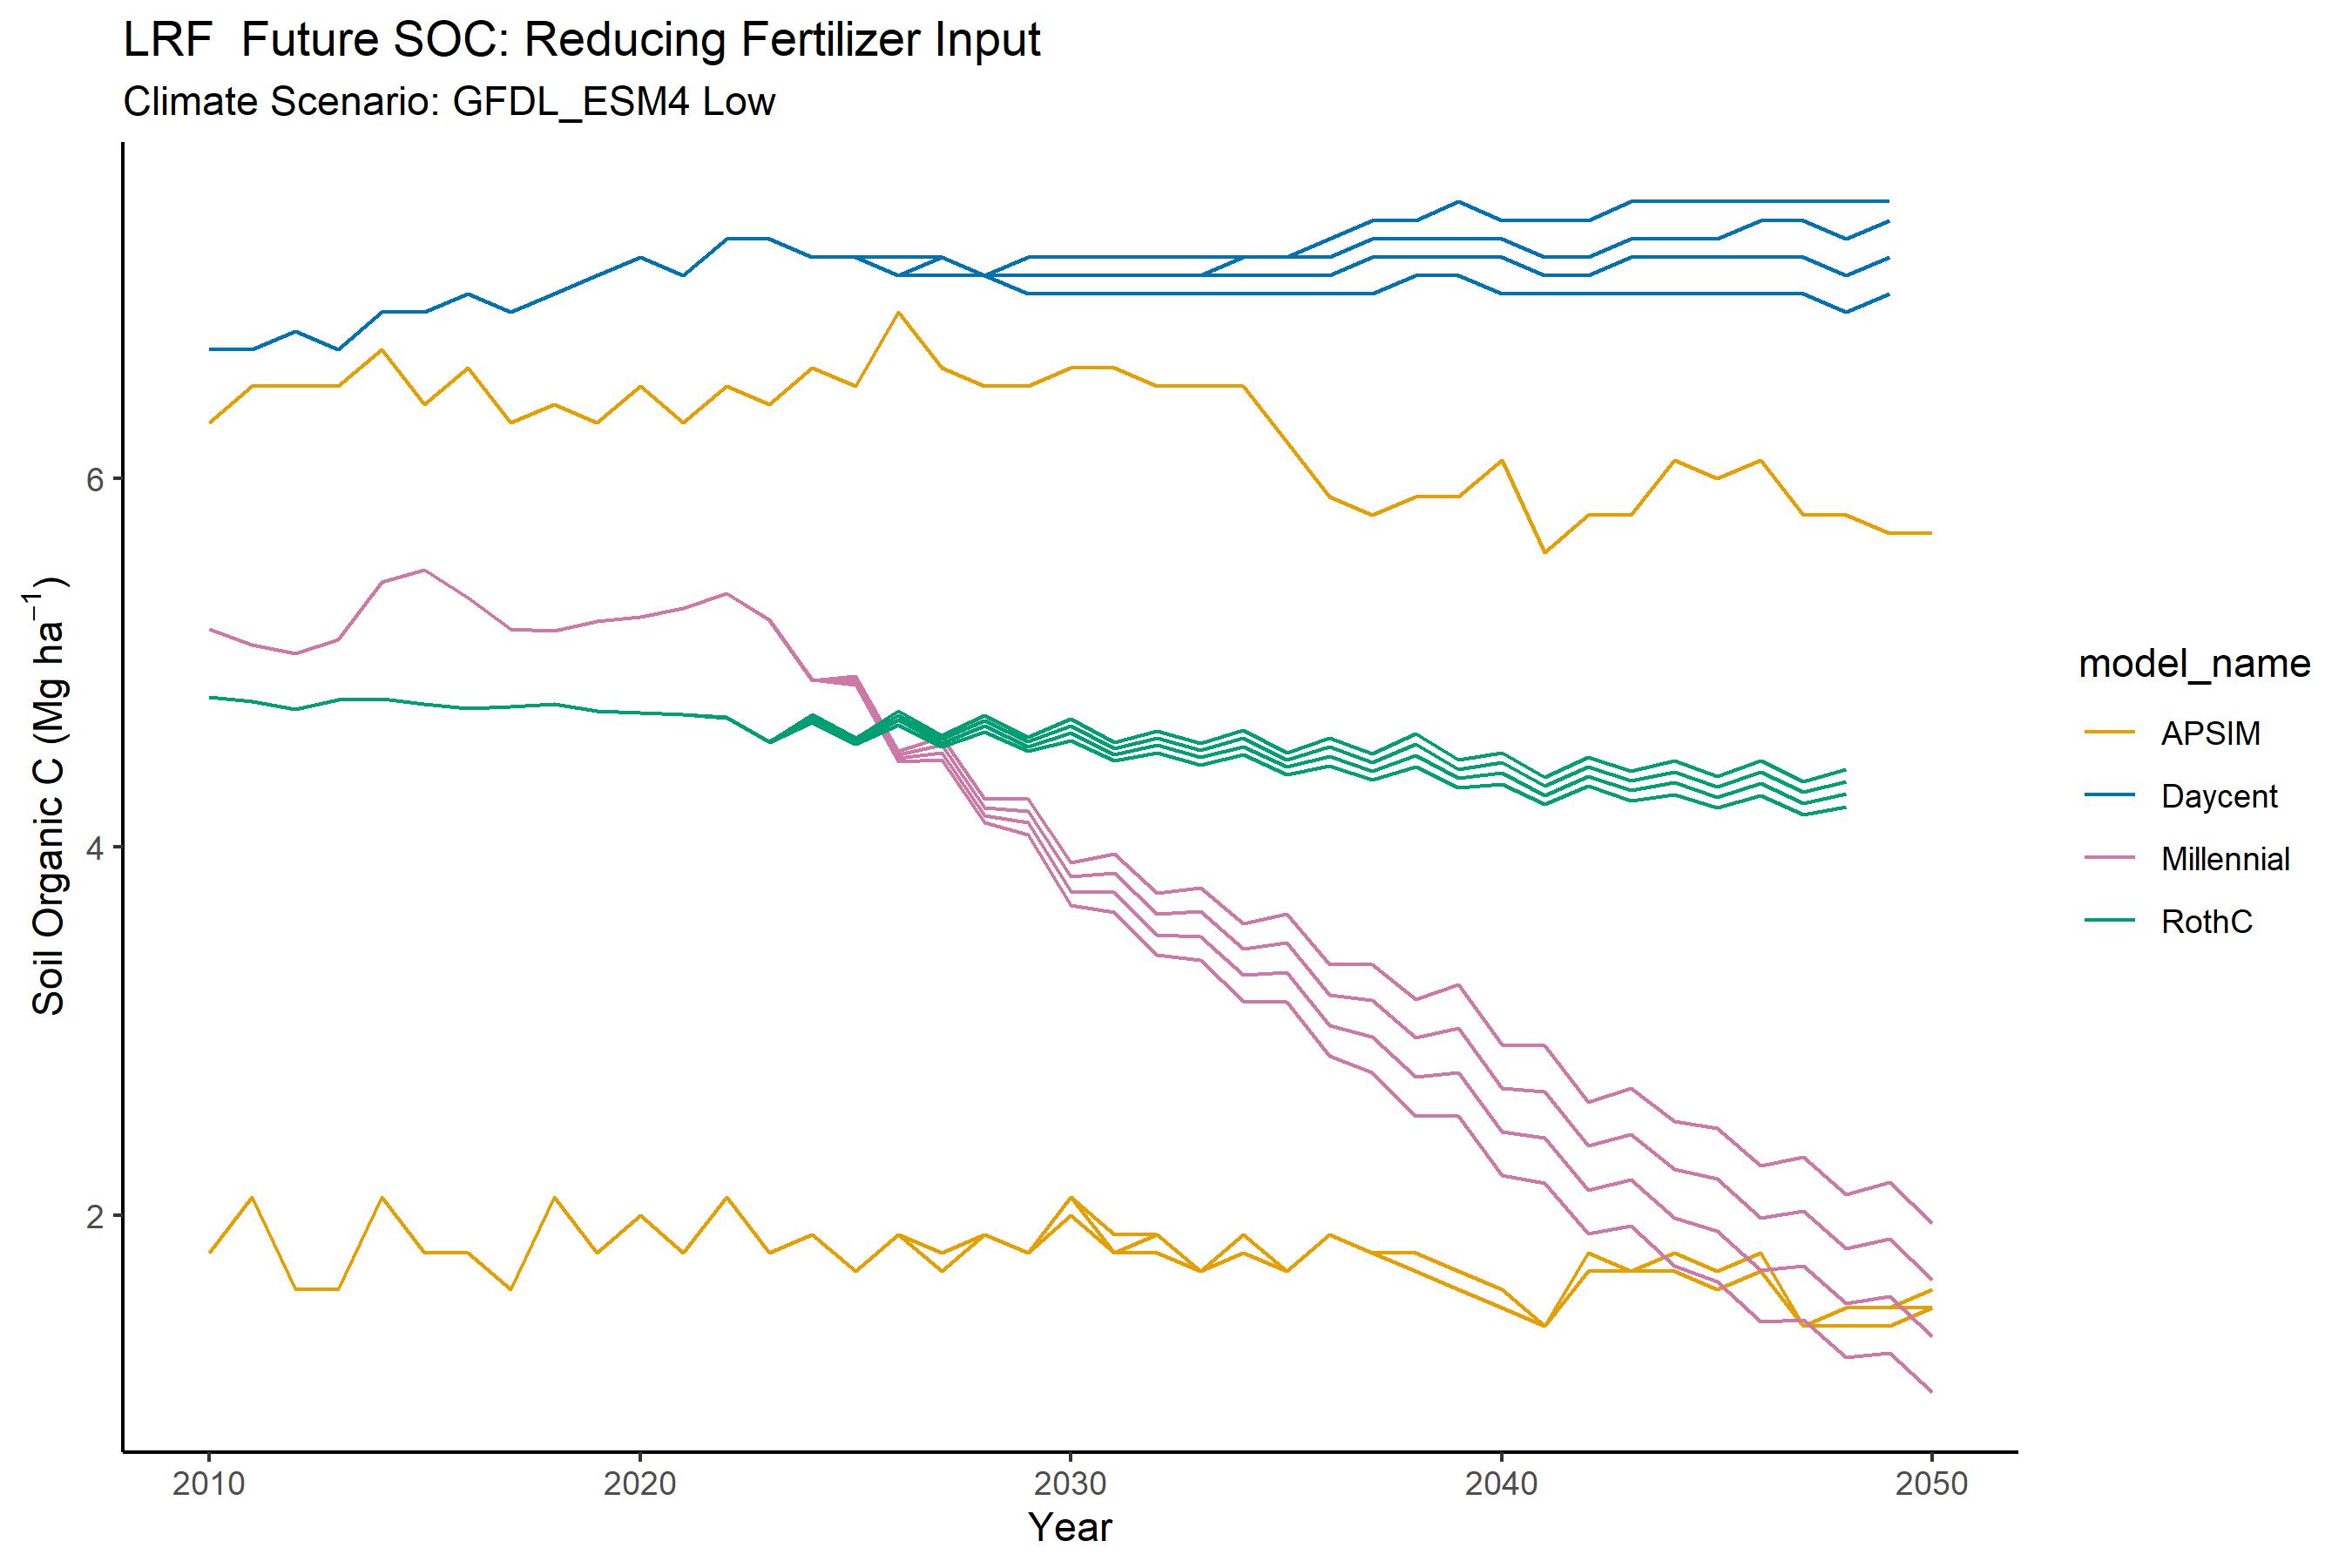 LRF  Future SOC: Reducing Fertilizer Input
Climate Scenario: GFDL_ESM4 Low
Soil Organic C (Mg ha⁻¹)
6
4
2
2010 2020 2030 2040 2050
Year
model_name
APSIM
Daycent
Millennial
RothC